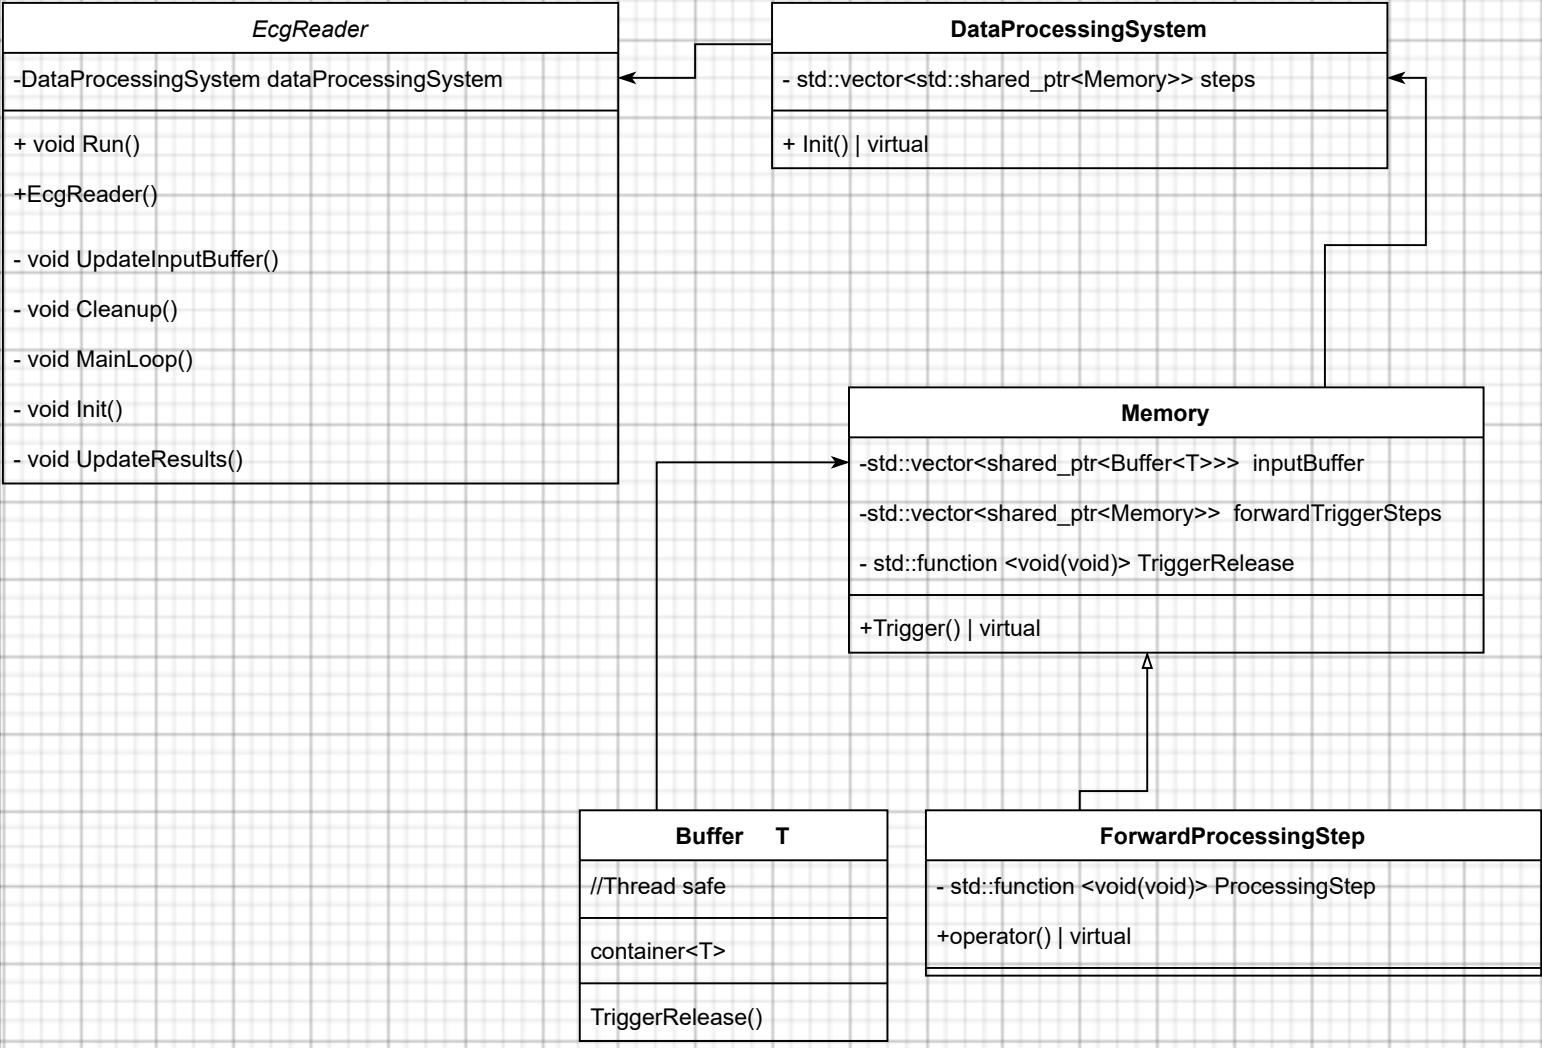 EcgReader
-DataProcessingSystem dataProcessingSystem
+ void Run()
+EcgReader()
- void UpdateInputBuffer()
- void Cleanup()
- void MainLoop()
- void Init()
- void UpdateResults()
DataProcessingSystem
- std::vector<std::shared_ptr<Memory>> steps
+ Init() | virtual
Memory
-std::vector<shared_ptr<Buffer<T>>>  inputBuffer
-std::vector<shared_ptr<Memory>>  forwardTriggerSteps
- std::function <void(void)> TriggerRelease
+Trigger() | virtual
Buffer     T
//Thread safe
container<T>
TriggerRelease()
ForwardProcessingStep
- std::function <void(void)> ProcessingStep
+operator() | virtual